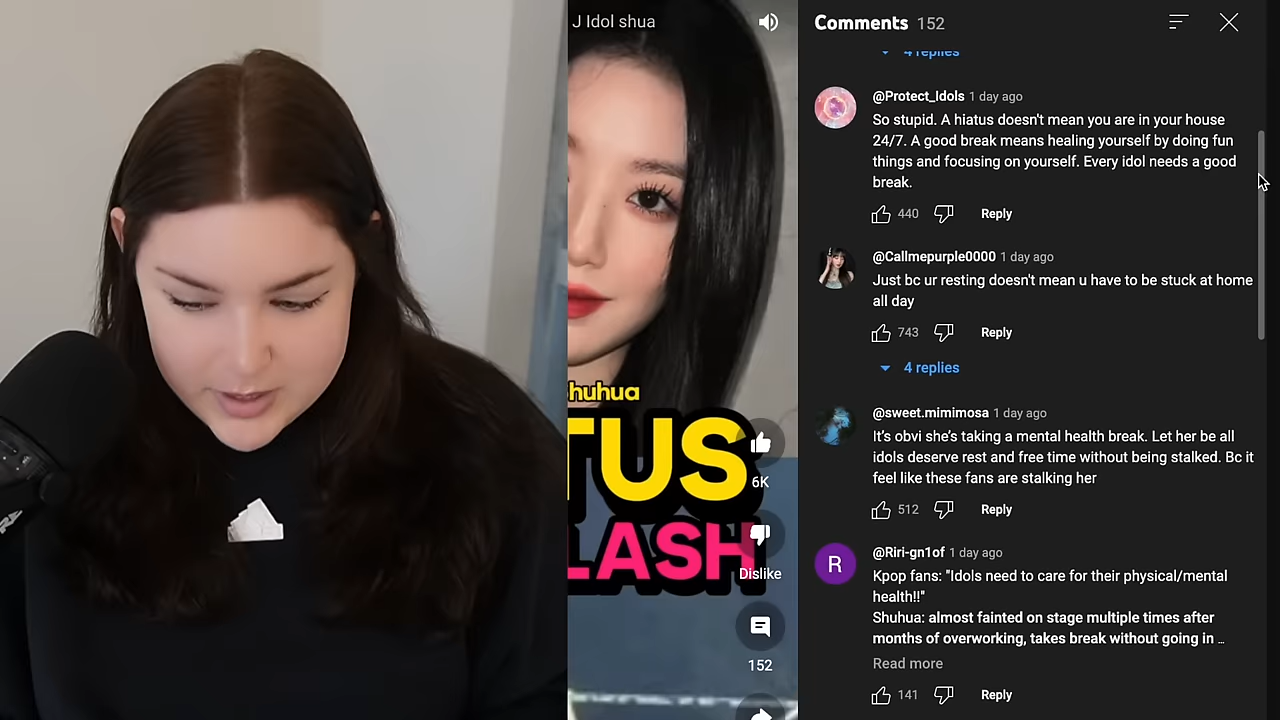 J Idol shua
huhua
TUS
LASH
6K
Dislike
152
Comments 152
4 replies
@Protect_Idols 1 day ago
So stupid. A hiatus doesn't mean you are in your house
24/7. A good break means healing yourself by doing fun
things and focusing on yourself. Every idol needs a good
break.
440 Reply
@Callmepurple0000 1 day ago
Just bc ur resting doesn't mean u have to be stuck at home
all day
743 Reply
4 replies
@sweet.mimimosa 1 day ago
It’s obvi she’s taking a mental health break. Let her be all
idols deserve rest and free time without being stalked. Bc it
feel like these fans are stalking her
512 Reply
R
@Riri-gn1of 1 day ago
Kpop fans: "Idols need to care for their physical/mental
health!!"
Shuhua: almost fainted on stage multiple times after
months of overworking, takes break without going in ...
Read more
141 Reply